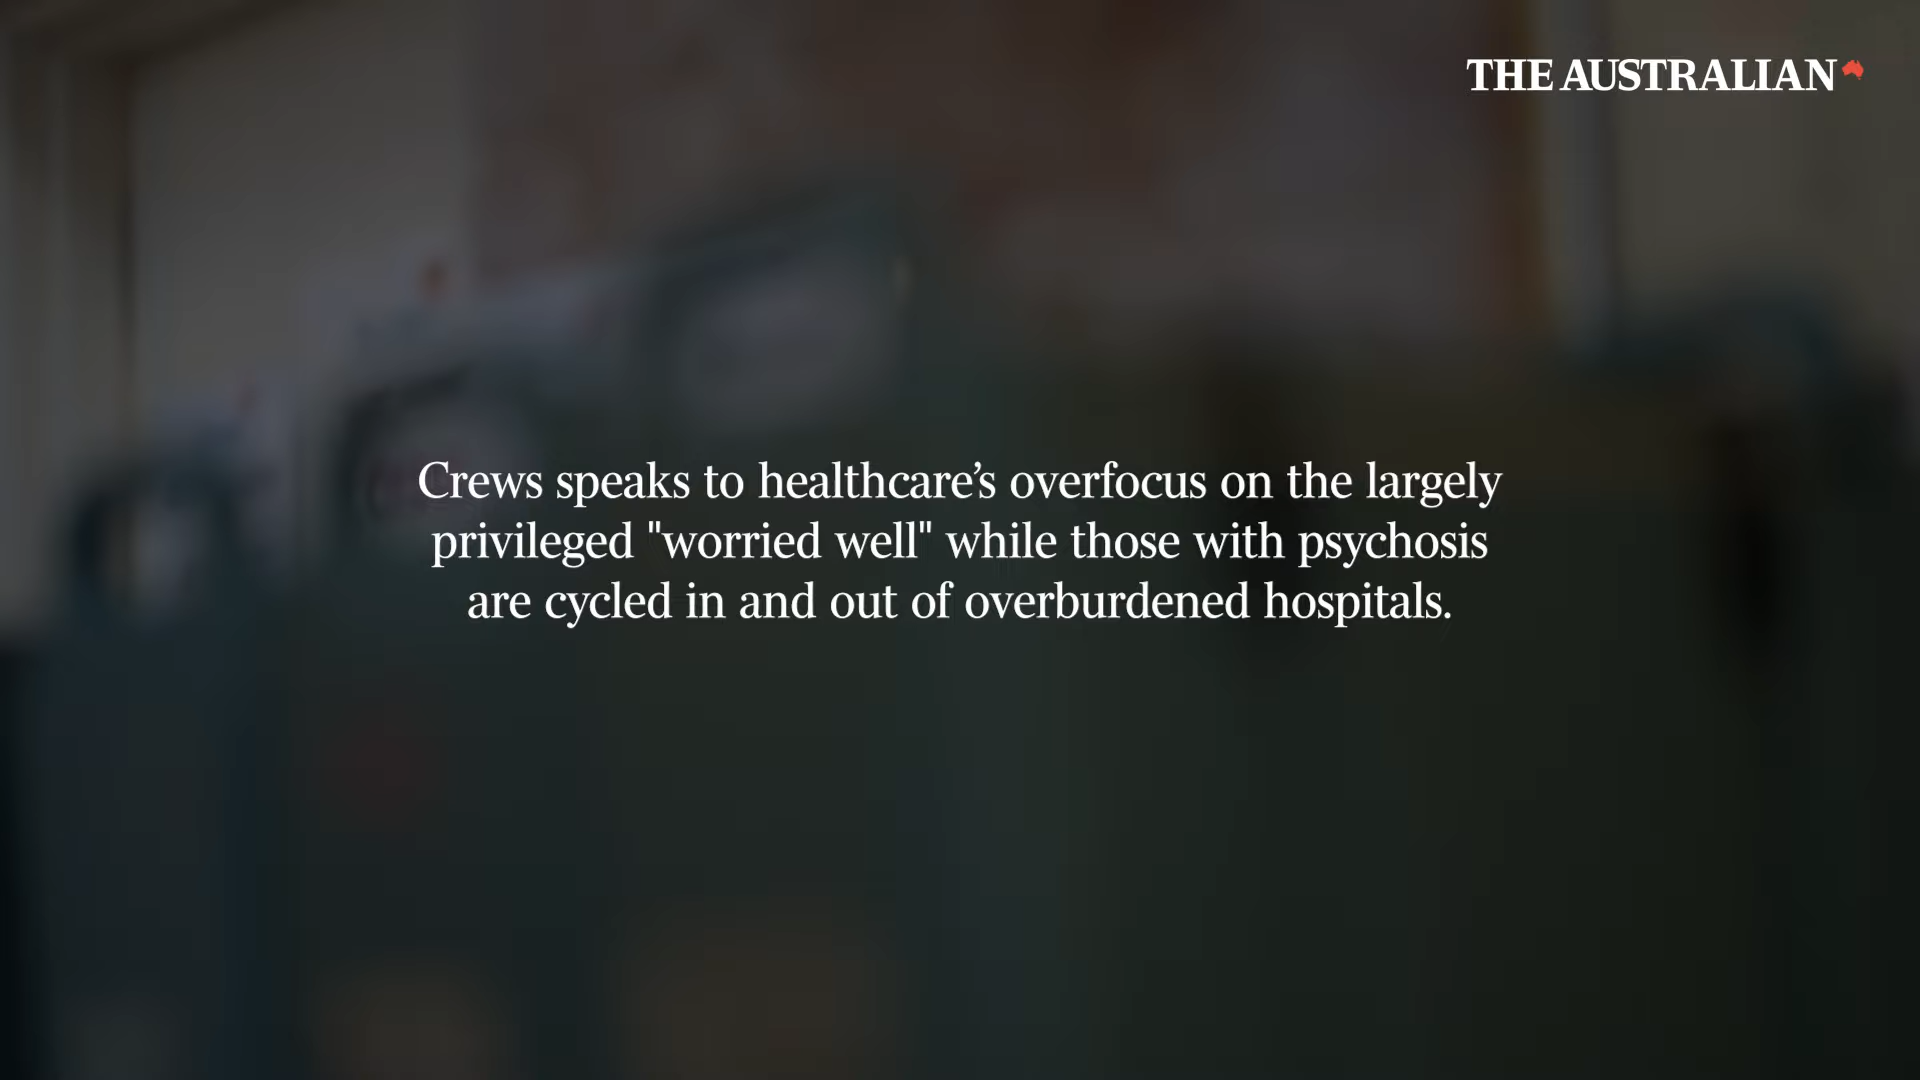 THE AUSTRALIAN
Crews speaks to healthcare’s overfocus on the largely
privileged "worried well" while those with psychosis
are cycled in and out of overburdened hospitals.